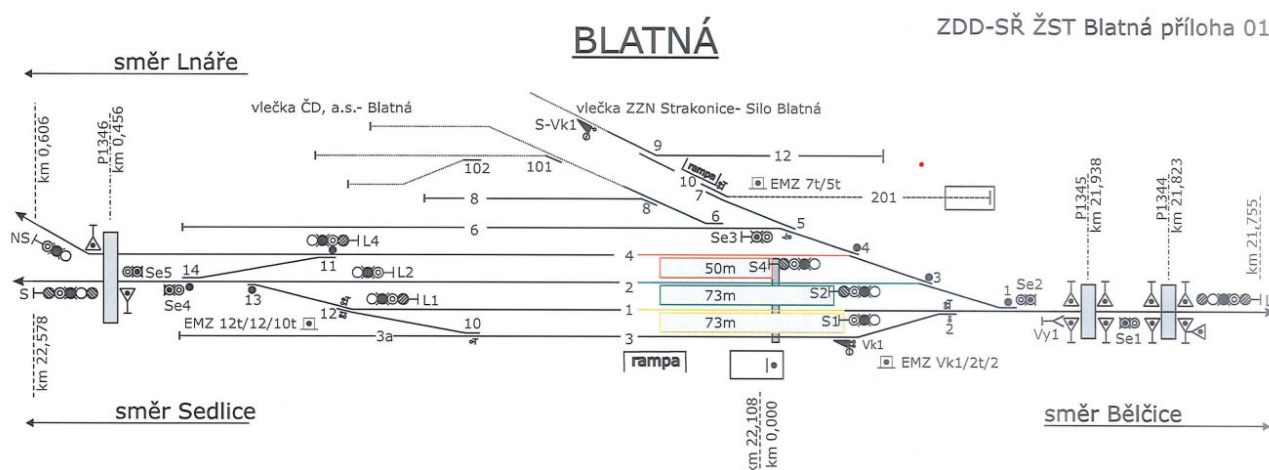 ZDD-SŘ ŽST Blatná příloha 01
BLATNÁ
směr Lnáře
vlečka ČD, a.s.- Blatná
vlečka ZZN Strakonice- Silo Blatná
S-Vk1
km 0,606
P1346
km 0,456
9
12
102
101
rampa
10
EMZ 7t/5t
7
201
P1345
km 21,938
P1344
km 21,823
km 21,755
8
8
6
5
NS
6
Se3
L4
4
4
11
S4
50m
Se5
14
L2
3
S
Se4
2
73m
S2
1
Se2
L
13
L1
1
12
EMZ 12t/12/10t
73m
S1
2
Vy1
Se1
10
3a
3
Vk1
km 22,578
rampa
EMZ Vk1/2t/2
směr Sedlice
km 22,108
km 0,000
směr Bělčice